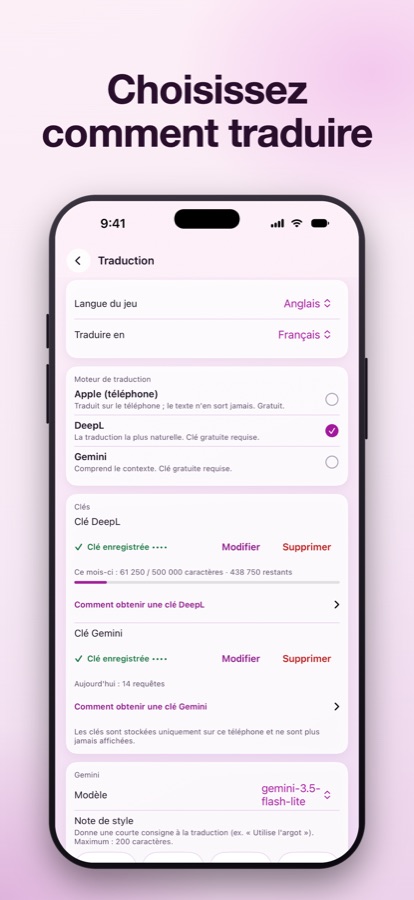 Choisissez
comment traduire
9:41
Traduction
Langue du jeu
Anglais
Traduire en
Français
Moteur de traduction
Apple (téléphone)
Traduit sur le téléphone ; le texte n'en sort jamais. Gratuit.
DeepL
La traduction la plus naturelle. Clé gratuite requise.
Gemini
Comprend le contexte. Clé gratuite requise.
Clés
Clé DeepL
Clé enregistrée ····
Modifier
Supprimer
Ce mois-ci : 61 250 / 500 000 caractères · 438 750 restants
Comment obtenir une clé DeepL
Clé Gemini
Clé enregistrée ····
Modifier
Supprimer
Aujourd'hui : 14 requêtes
Comment obtenir une clé Gemini
Les clés sont stockées uniquement sur ce téléphone et ne sont plus
jamais affichées.
Gemini
Modèle
gemini-3.5-
flash-lite
Note de style
Donne une courte consigne à la traduction (ex. « Utilise l'argot »).
Maximum : 200 caractères.